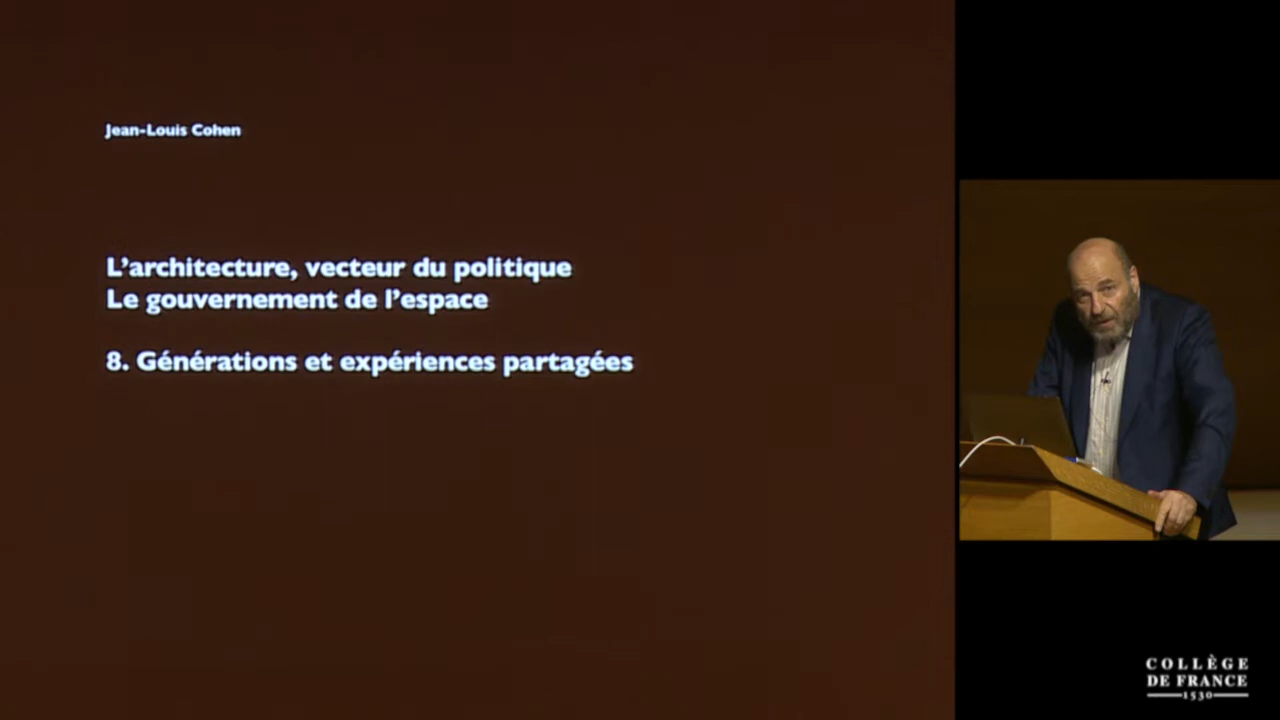 Jean-Louis Cohen
L’architecture, vecteur du politique
Le gouvernement de l’espace
8. Générations et expériences partagées
COLLÈGE
DE FRANCE
1530